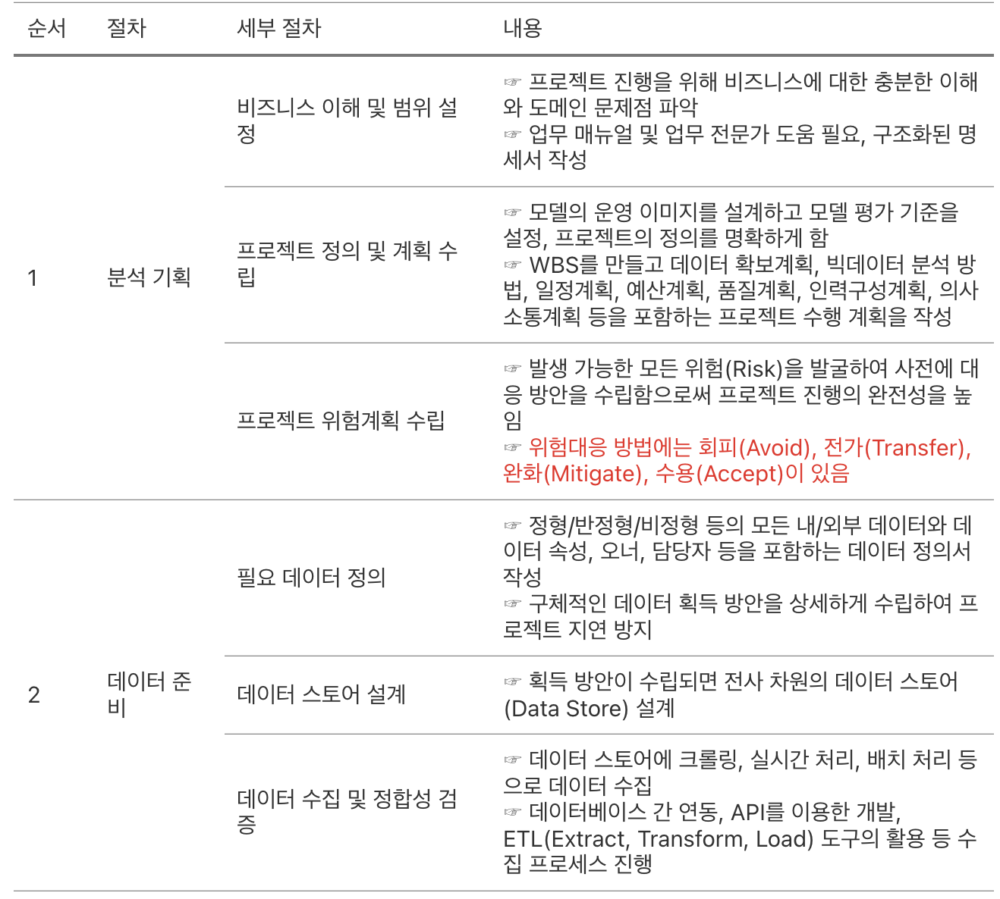 순서 절차 세부 절차 내용
비즈니스 이해 및 범위 설
정
☞ 프로젝트 진행을 위해 비즈니스에 대한 충분한 이해
와 도메인 문제점 파악
☞ 업무 매뉴얼 및 업무 전문가 도움 필요, 구조화된 명
세서 작성
1 분석 기획
프로젝트 정의 및 계획 수
립
☞ 모델의 운영 이미지를 설계하고 모델 평가 기준을
설정, 프로젝트의 정의를 명확하게 함
☞ WBS를 만들고 데이터 확보계획, 빅데이터 분석 방
법, 일정계획, 예산계획, 품질계획, 인력구성계획, 의사
소통계획 등을 포함하는 프로젝트 수행 계획을 작성
프로젝트 위험계획 수립
☞ 발생 가능한 모든 위험(Risk)을 발굴하여 사전에 대
응 방안을 수립함으로써 프로젝트 진행의 완전성을 높
임
☞ 위험대응 방법에는 회피(Avoid), 전가(Transfer),
완화(Mitigate), 수용(Accept)이 있음
필요 데이터 정의
☞ 정형/반정형/비정형 등의 모든 내/외부 데이터와 데
이터 속성, 오너, 담당자 등을 포함하는 데이터 정의서
작성
☞ 구체적인 데이터 획득 방안을 상세하게 수립하여 프
로젝트 지연 방지
2 데이터 준
비
데이터 스토어 설계
☞ 획득 방안이 수립되면 전사 차원의 데이터 스토어
(Data Store) 설계
데이터 수집 및 정합성 검
증
☞ 데이터 스토어에 크롤링, 실시간 처리, 배치 처리 등
으로 데이터 수집
☞ 데이터베이스 간 연동, API를 이용한 개발,
ETL(Extract, Transform, Load) 도구의 활용 등 수
집 프로세스 진행